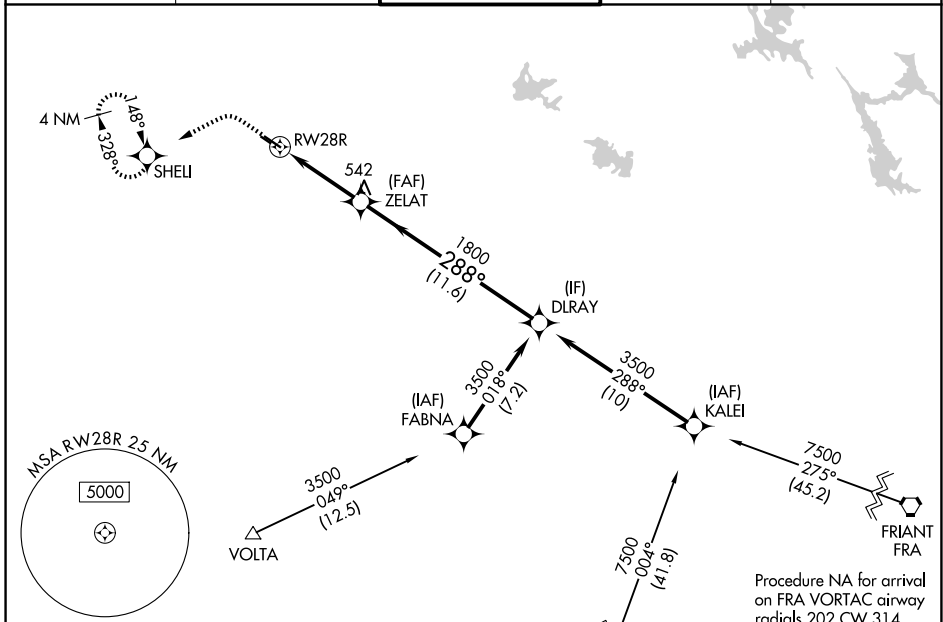 4 NM
148°
328°
SHELI
RW28R
542
(FAF)
ZELAT
1800
288°
(11.6)
(IF)
DLRAY
3500
018°
(7.2)
3500
288°
(10)
(IAF)
FABNA
(IAF)
KALEI
MSA RW28R 25 NM
5000
3500
049°
(12.5)
VOLTA
7500
275°
(45.2)
FRIANT
FRA
7500
004°
(41.8)
Procedure NA for arrival
on FRA VORTAC airway
radials 202 CW 314